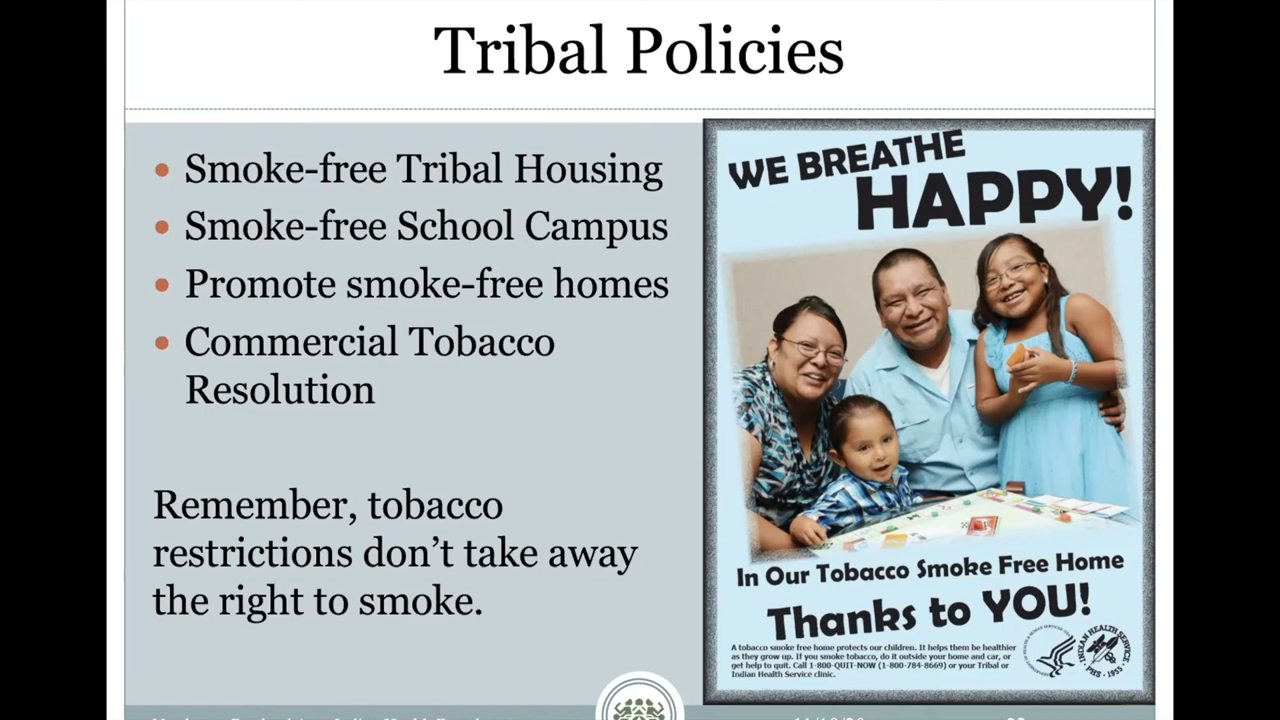 Tribal Policies
• Smoke-free Tribal Housing
• Smoke-free School Campus
• Promote smoke-free homes
• Commercial Tobacco
Resolution
Remember, tobacco
restrictions don’t take away
the right to smoke.
WE BREATHE
HAPPY!
In Our Tobacco Smoke Free Home
Thanks to YOU!
A tobacco smoke free home protects our children. It helps them be healthier
as they grow up. If you smoke tobacco, do it outside your home and car, or
get help to quit. Call 1-800-QUIT-NOW (1-800-784-8669) or your Tribal or
Indian Health Service clinic.
INDIAN HEALTH SERVICE
PHS · 1955